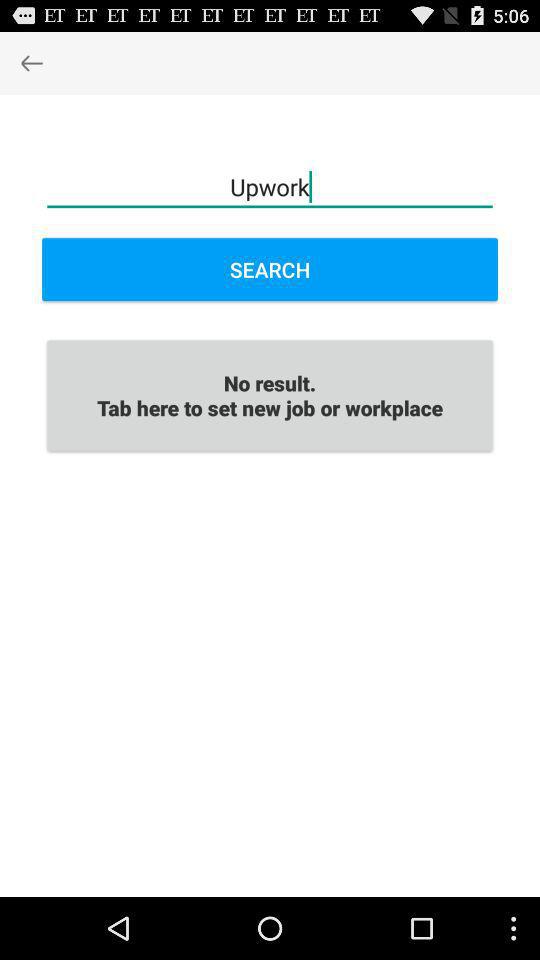 ET ET ET ET ET ET ET ET ET ET ET 5:06
Upwork
SEARCH
No result.
Tab here to set new job or workplace